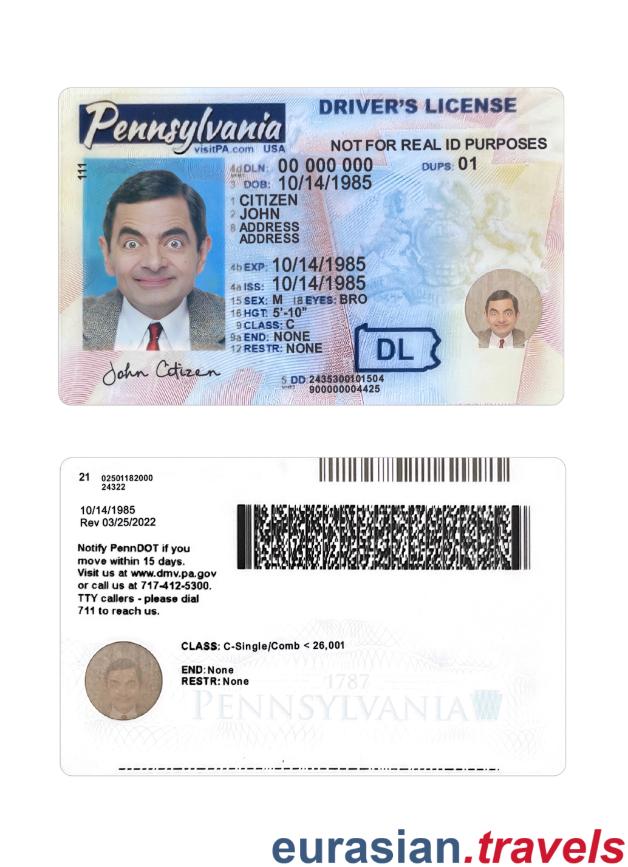 Pennsylvania
visitPA.com USA
DRIVER'S LICENSE
NOT FOR REAL ID PURPOSES
111
4d DLN: 00 000 000 DUPS: 01
3 DOB: 10/14/1985
1 CITIZEN
2 JOHN
8 ADDRESS
ADDRESS
4b EXP: 10/14/1985
4a ISS: 10/14/1985
15 SEX: M 18 EYES: BRO
16 HGT: 5'-10"
9 CLASS: C
9a END: NONE
12 RESTR: NONE
DL
John Citizen
5 DD: 2435300101504
900000004425
21 02501182000
24322
10/14/1985
Rev 03/25/2022
Notify PennDOT if you
move within 15 days.
Visit us at www.dmv.pa.gov
or call us at 717-412-5300.
TTY callers - please dial
711 to reach us.
CLASS: C-Single/Comb < 26,001
END: None
RESTR: None
1787
PENNSYLVANIA
eurasian.travels